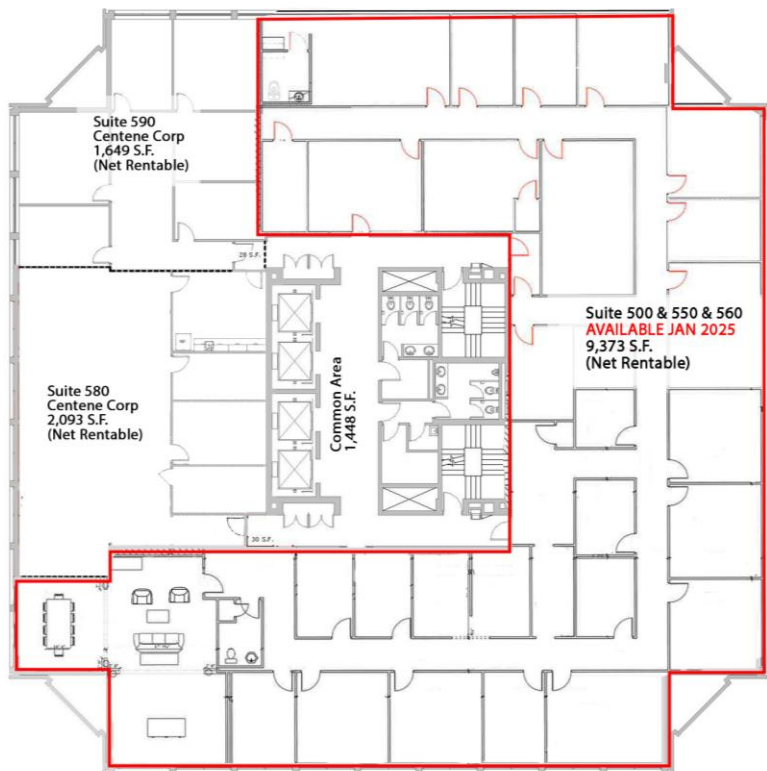 Suite 590
Centene Corp
1,649 S.F.
(Net Rentable)
28 S.F.
Suite 500 & 550 & 560
AVAILABLE JAN 2025
9,373 S.F.
(Net Rentable)
Suite 580
Centene Corp
2,093 S.F.
(Net Rentable)
Common Area
1,448 S.F.
30 S.F.